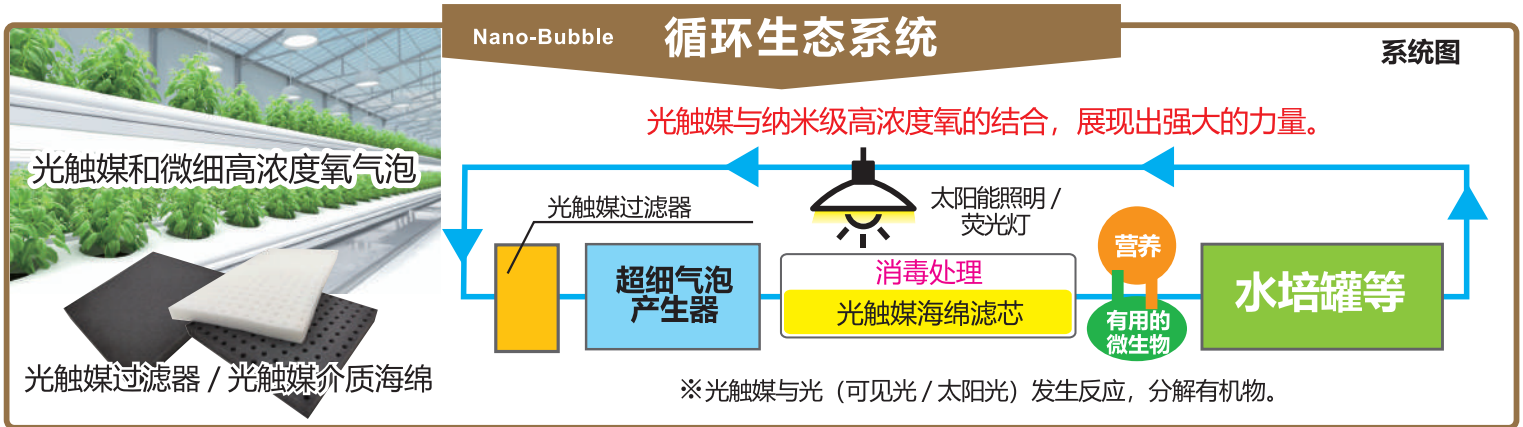 Nano-Bubble 循环生态系统
系统图
光触媒与纳米级高浓度氧的结合，展现出强大的力量。
光触媒和微细高浓度氧气泡
光触媒过滤器
太阳能照明 /
荧光灯
超细气泡
产生器
消毒处理
光触媒海绵滤芯
营养
有用的
微生物
水培罐等
光触媒过滤器 / 光触媒介质海绵
※光触媒与光（可见光 / 太阳光）发生反应，分解有机物。